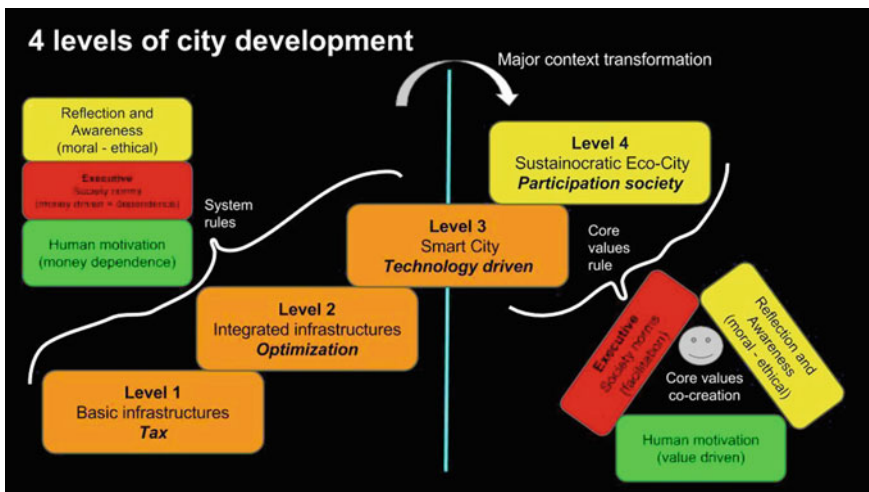 4 levels of city development
Major context transformation
Reflection and
Awareness
(moral - ethical)
Executive
Society norms
(money driven = dependence)
Human motivation
(money dependence)
System
rules
Level 1
Basic infrastructures
Tax
Level 2
Integrated infrastructures
Optimization
Level 3
Smart City
Technology driven
Level 4
Sustainocratic Eco-City
Participation society
Core
values
rule
Executive
Society norms
(facilitation)
Reflection and
Awareness
(moral - ethical)
Core values
co-creation
Human motivation
(value driven)